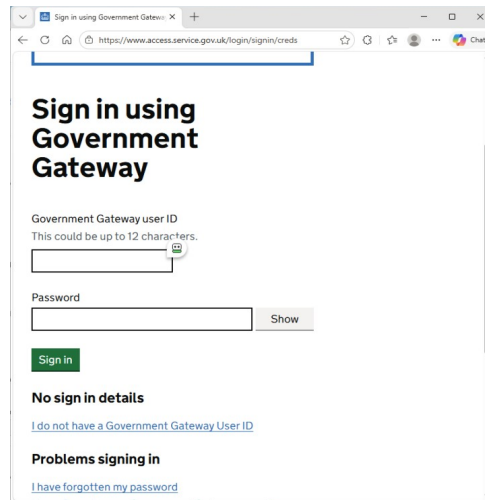 Sign in using Government Gatewa
https://www.access.service.gov.uk/login/signin/creds
Chat
Sign in using
Government
Gateway
Government Gateway user ID
This could be up to 12 characters.
Password
Show
Sign in
No sign in details
I do not have a Government Gateway User ID
Problems signing in
I have forgotten my password